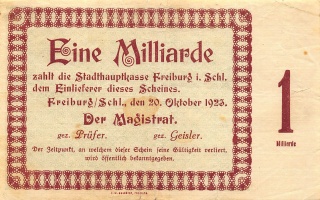 Eine Milliarde
zahlt die Stadthauptkasse Freiburg i. Schl.
dem Einlieferer dieses Scheines.
Freiburg/Schl., den 20. Oktober 1923.
Der Magistrat.
gez. Prüfer. gez. Geisler.
Der Zeitpunkt, an welchem dieser Schein seine Gültigkeit verliert,
wird öffentlich bekanntgegeben.
1
Milliarde